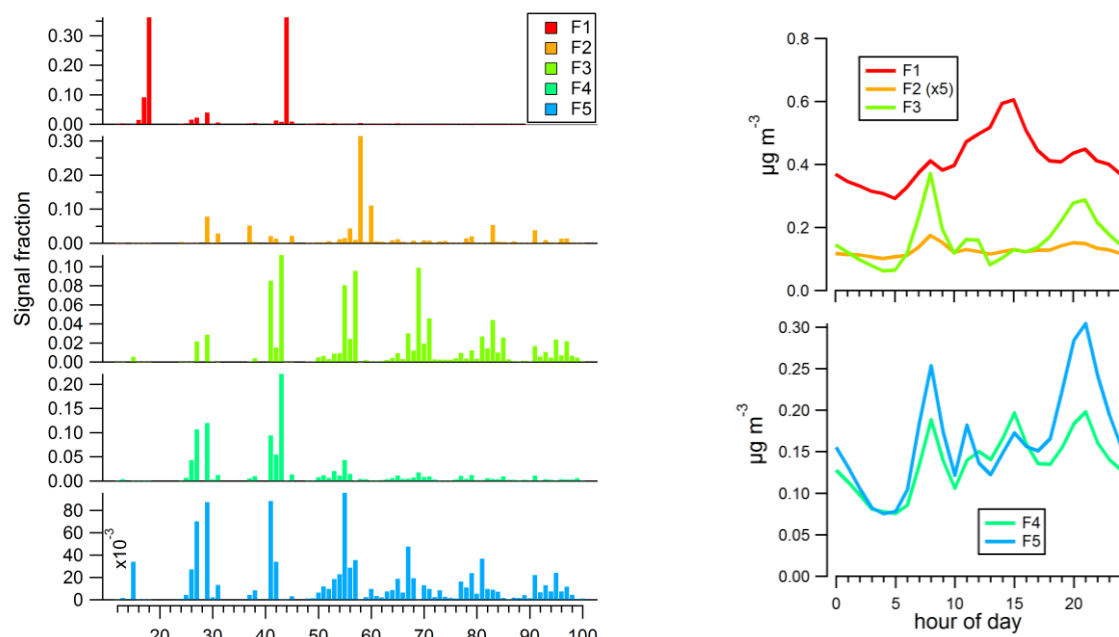 0.30
0.20
0.10
0.00
F1
F2
F3
F4
F5
0.30
0.20
0.10
0.00
0.10
0.08
0.06
0.04
0.02
0.00
0.20
0.15
0.10
0.05
0.00
80
60
40
20
0
x10⁻³
Signal fraction
20 30 40 50 60 70 80 90 100
0.8
0.6
0.4
0.2
0.0
µg m⁻³
F1
F2 (x5)
F3
0.30
0.25
0.20
0.15
0.10
0.05
0.00
µg m⁻³
F4
F5
0 5 10 15 20
hour of day